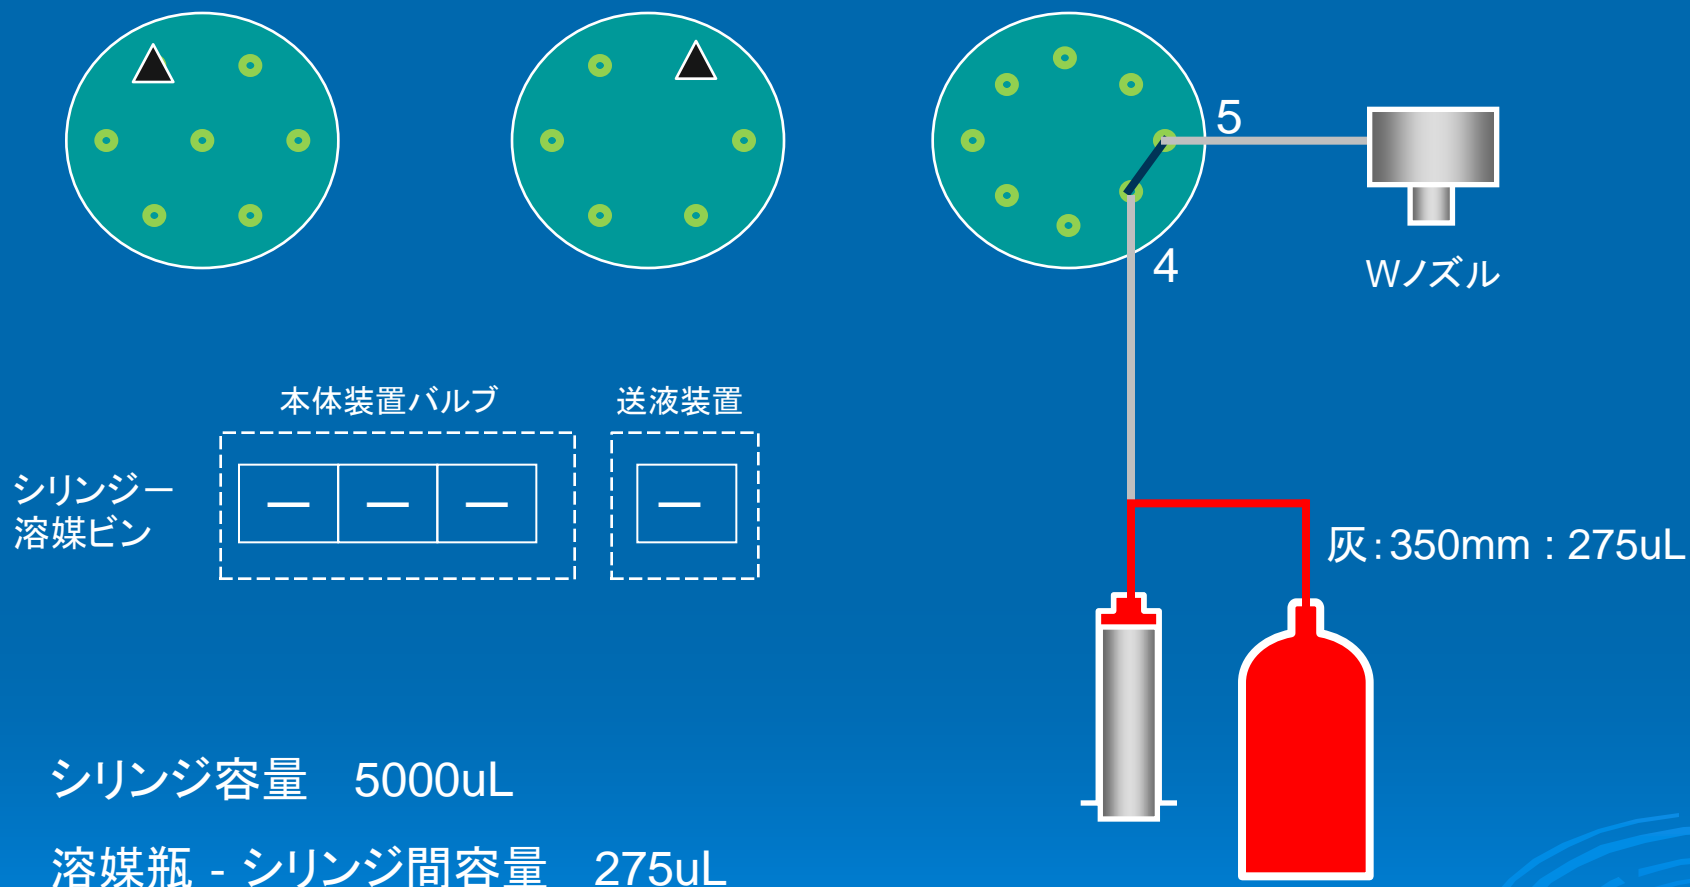 5
4
Wノズル
本体装置バルブ
送液装置
シリンジー
溶媒ビン
― ― ― ―
灰:350mm : 275uL
シリンジ容量 5000uL
溶媒瓶 - シリンジ間容量 275uL